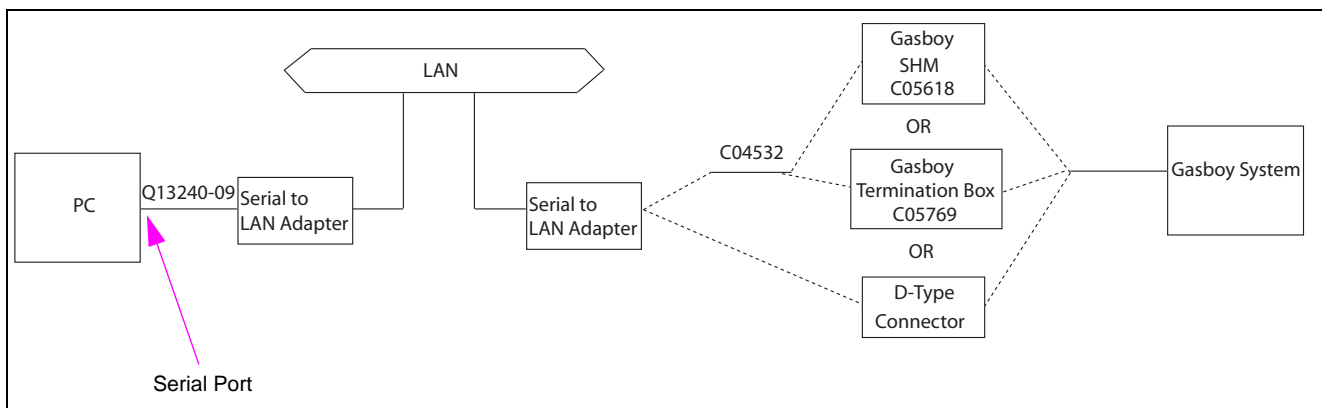 LAN
PC
Q13240-09
Serial to
LAN Adapter
Serial Port
Serial to
LAN Adapter
C04532
Gasboy
SHM
C05618
OR
Gasboy
Termination Box
C05769
OR
D-Type
Connector
Gasboy System